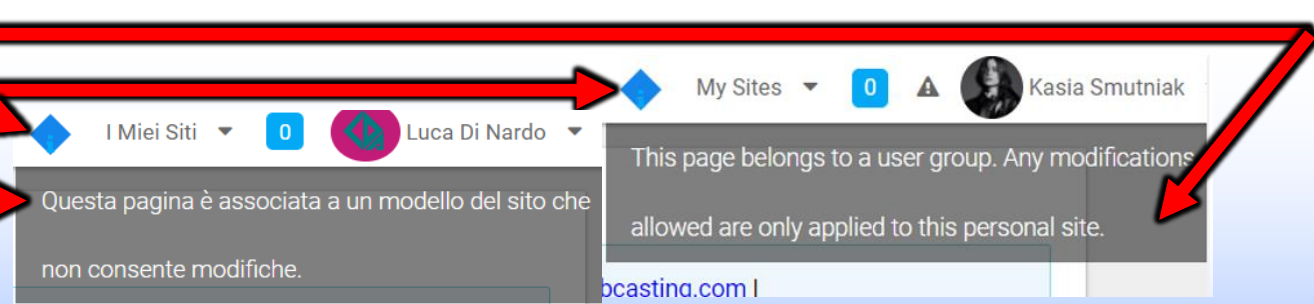 My Sites 0 Kasia Smutniak
I Miei Siti 0 Luca Di Nardo
This page belongs to a user group. Any modifications
allowed are only applied to this personal site.
Questa pagina è associata a un modello del sito che
non consente modifiche.
bcasting.com |